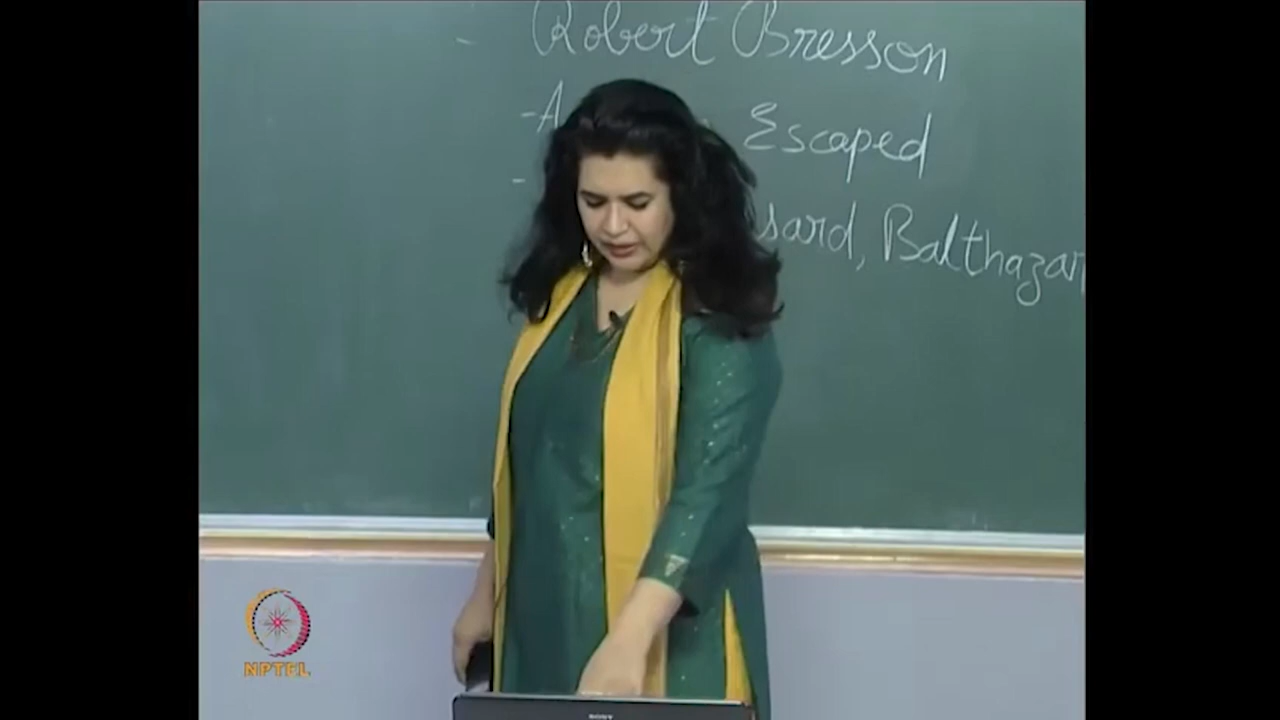 - Robert Bresson
- A Escaped
- sard, Balthazar
NPTEL
SONY